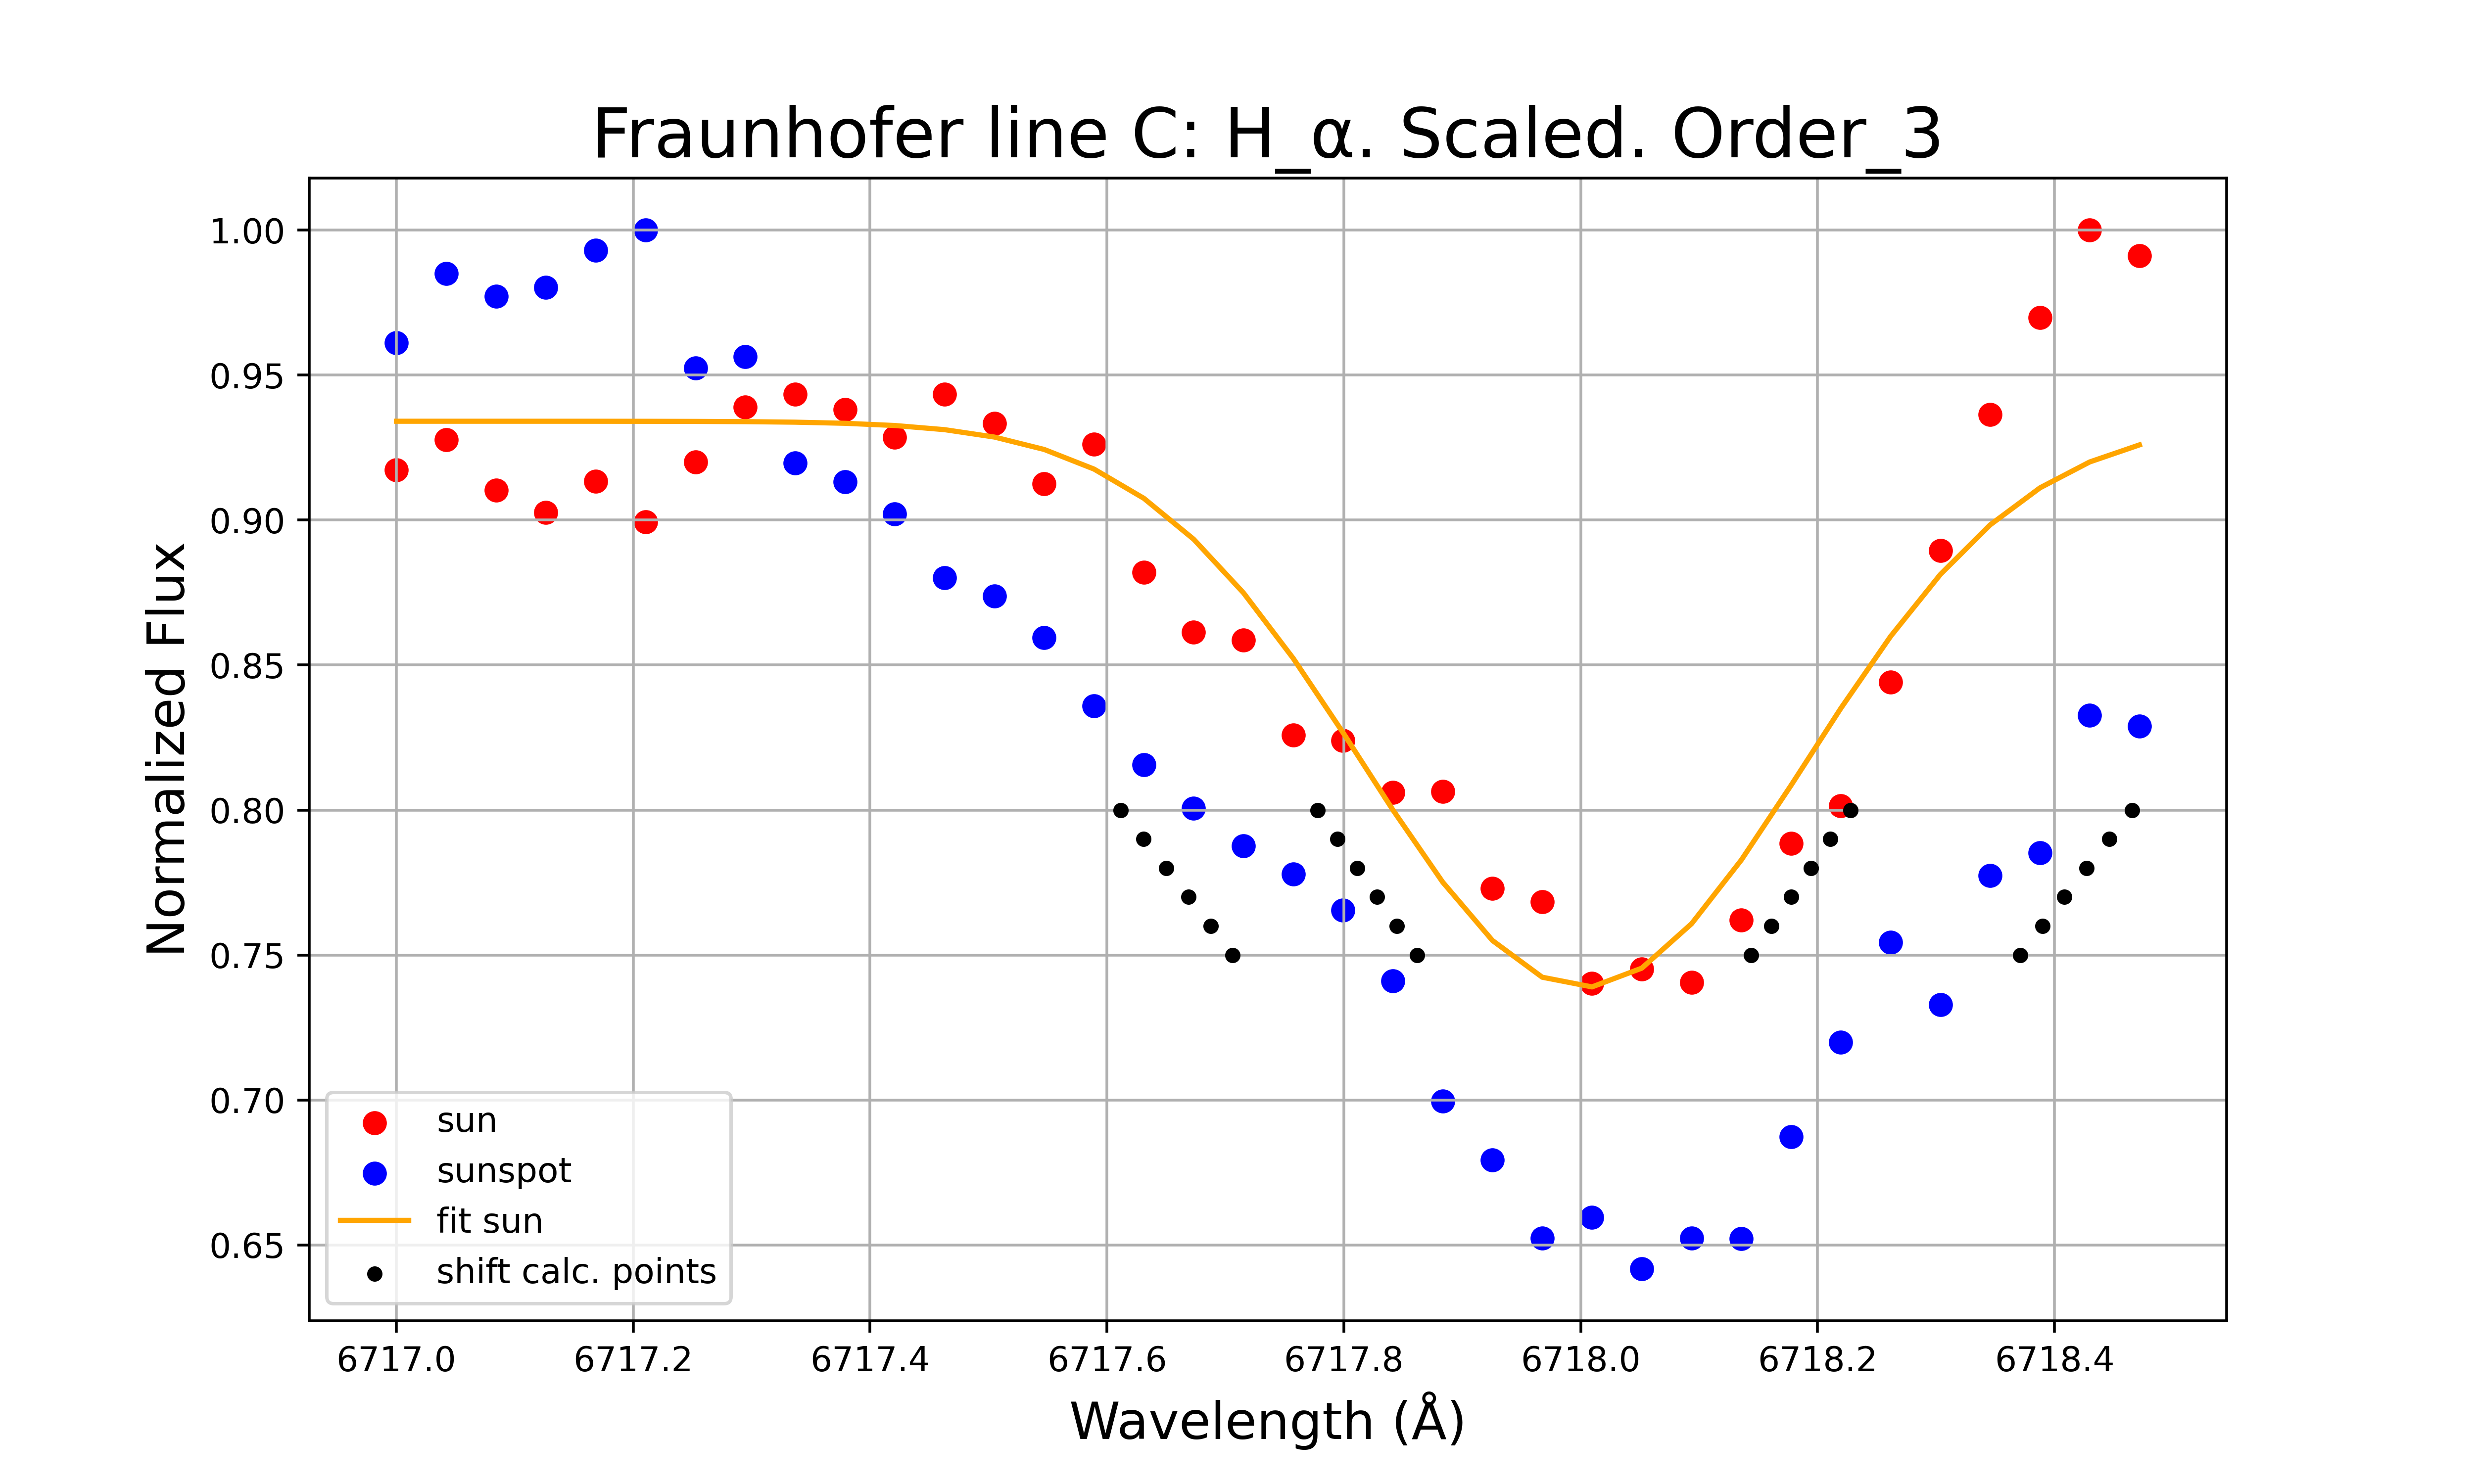 Fraunhofer line C: H_α. Scaled. Order_3
Normalized Flux
1.00
0.95
0.90
0.85
0.80
0.75
0.70
0.65
sun
sunspot
fit sun
shift calc. points
6717.0 6717.2 6717.4 6717.6 6717.8 6718.0 6718.2 6718.4
Wavelength (Å)